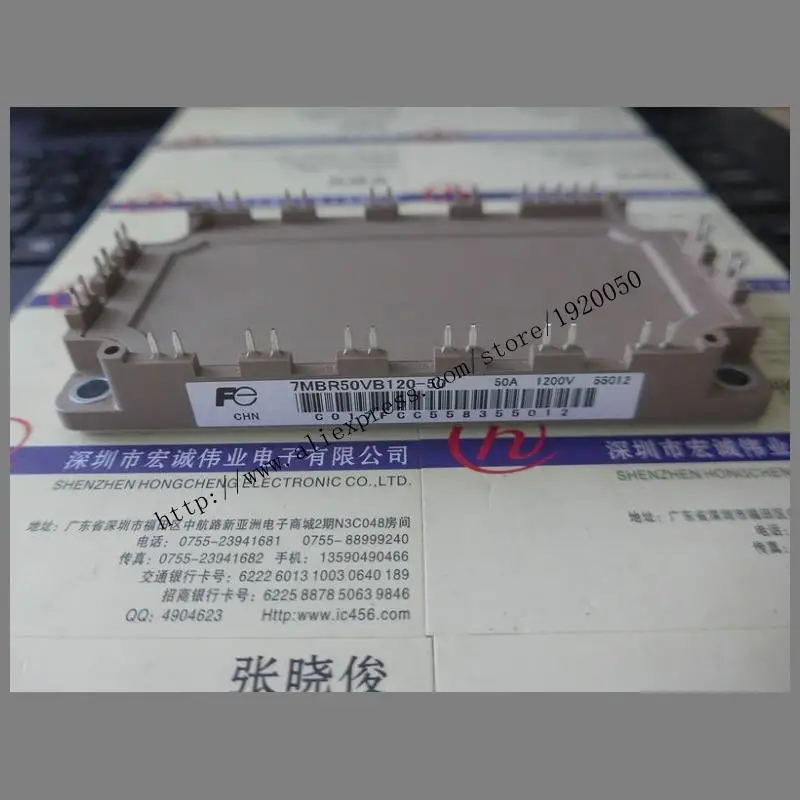 7MBR50VB120-50 50A 1200V 55012
Fe
CHN
http://www.aliexpress.com/store/1920050
深圳市宏诚伟业电子有限公司
SHENZHEN HONGCHENG ELECTRONIC CO.,LTD.
地址：广东省深圳市福田区中航路新亚洲电子商城2期N3C048房间
电话：0755-23941681 0755-88999240
传真：0755-23941682 手机：13590490466
交通银行卡号：6222 6013 1003 0640 189
招商银行卡号：6225 8878 5063 9846
QQ：4904623 Http:www.ic456.com
张晓俊
深圳市宏诚
SHENZHEN HONGCHENG
地址：广东省深圳市福田区
电话：0755
传真：0755